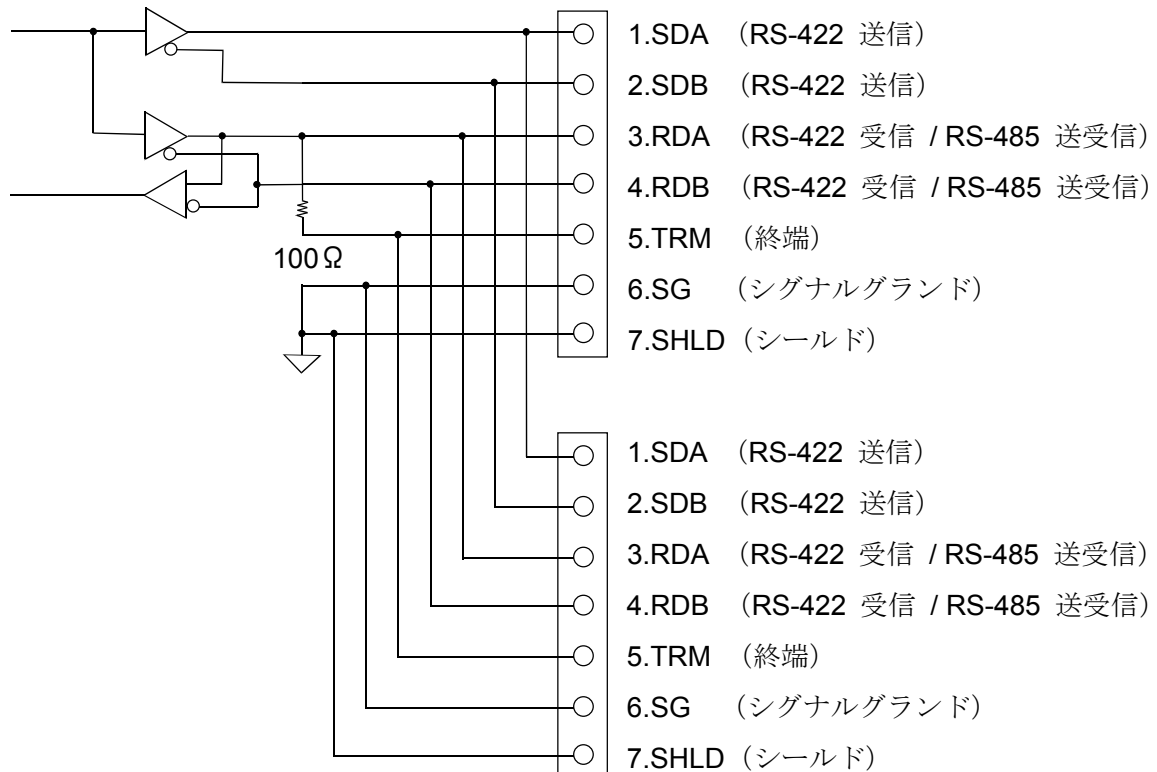 1.SDA （RS-422 送信）
2.SDB （RS-422 送信）
3.RDA （RS-422 受信 / RS-485 送受信）
4.RDB （RS-422 受信 / RS-485 送受信）
5.TRM （終端）
100Ω
6.SG （シグナルグランド）
7.SHLD （シールド）
1.SDA （RS-422 送信）
2.SDB （RS-422 送信）
3.RDA （RS-422 受信 / RS-485 送受信）
4.RDB （RS-422 受信 / RS-485 送受信）
5.TRM （終端）
6.SG （シグナルグランド）
7.SHLD （シールド）